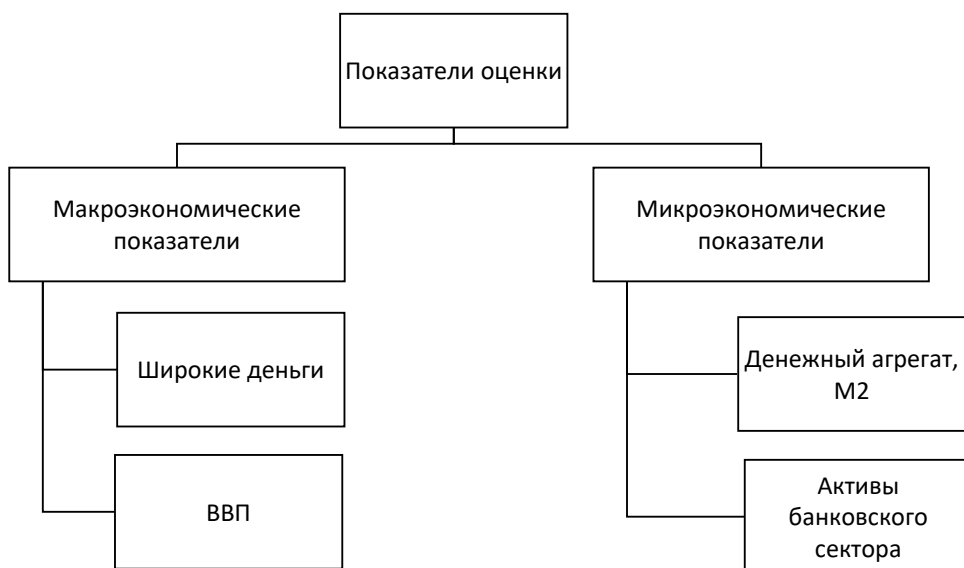 Показатели оценки
Макроэкономические
показатели
Микроэкономические
показатели
Широкие деньги
ВВП
Денежный агрегат,
М2
Активы
банковского
сектора